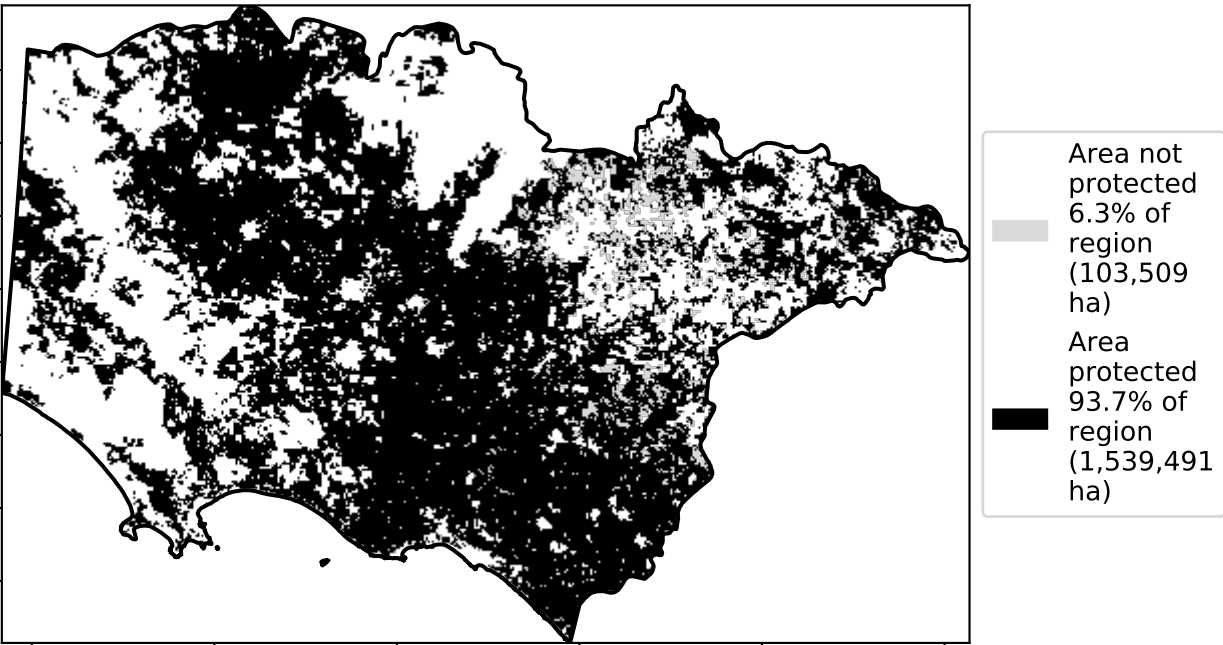 Area not
protected
6.3% of
region
(103,509
ha)
Area
protected
93.7% of
region
(1,539,491
ha)